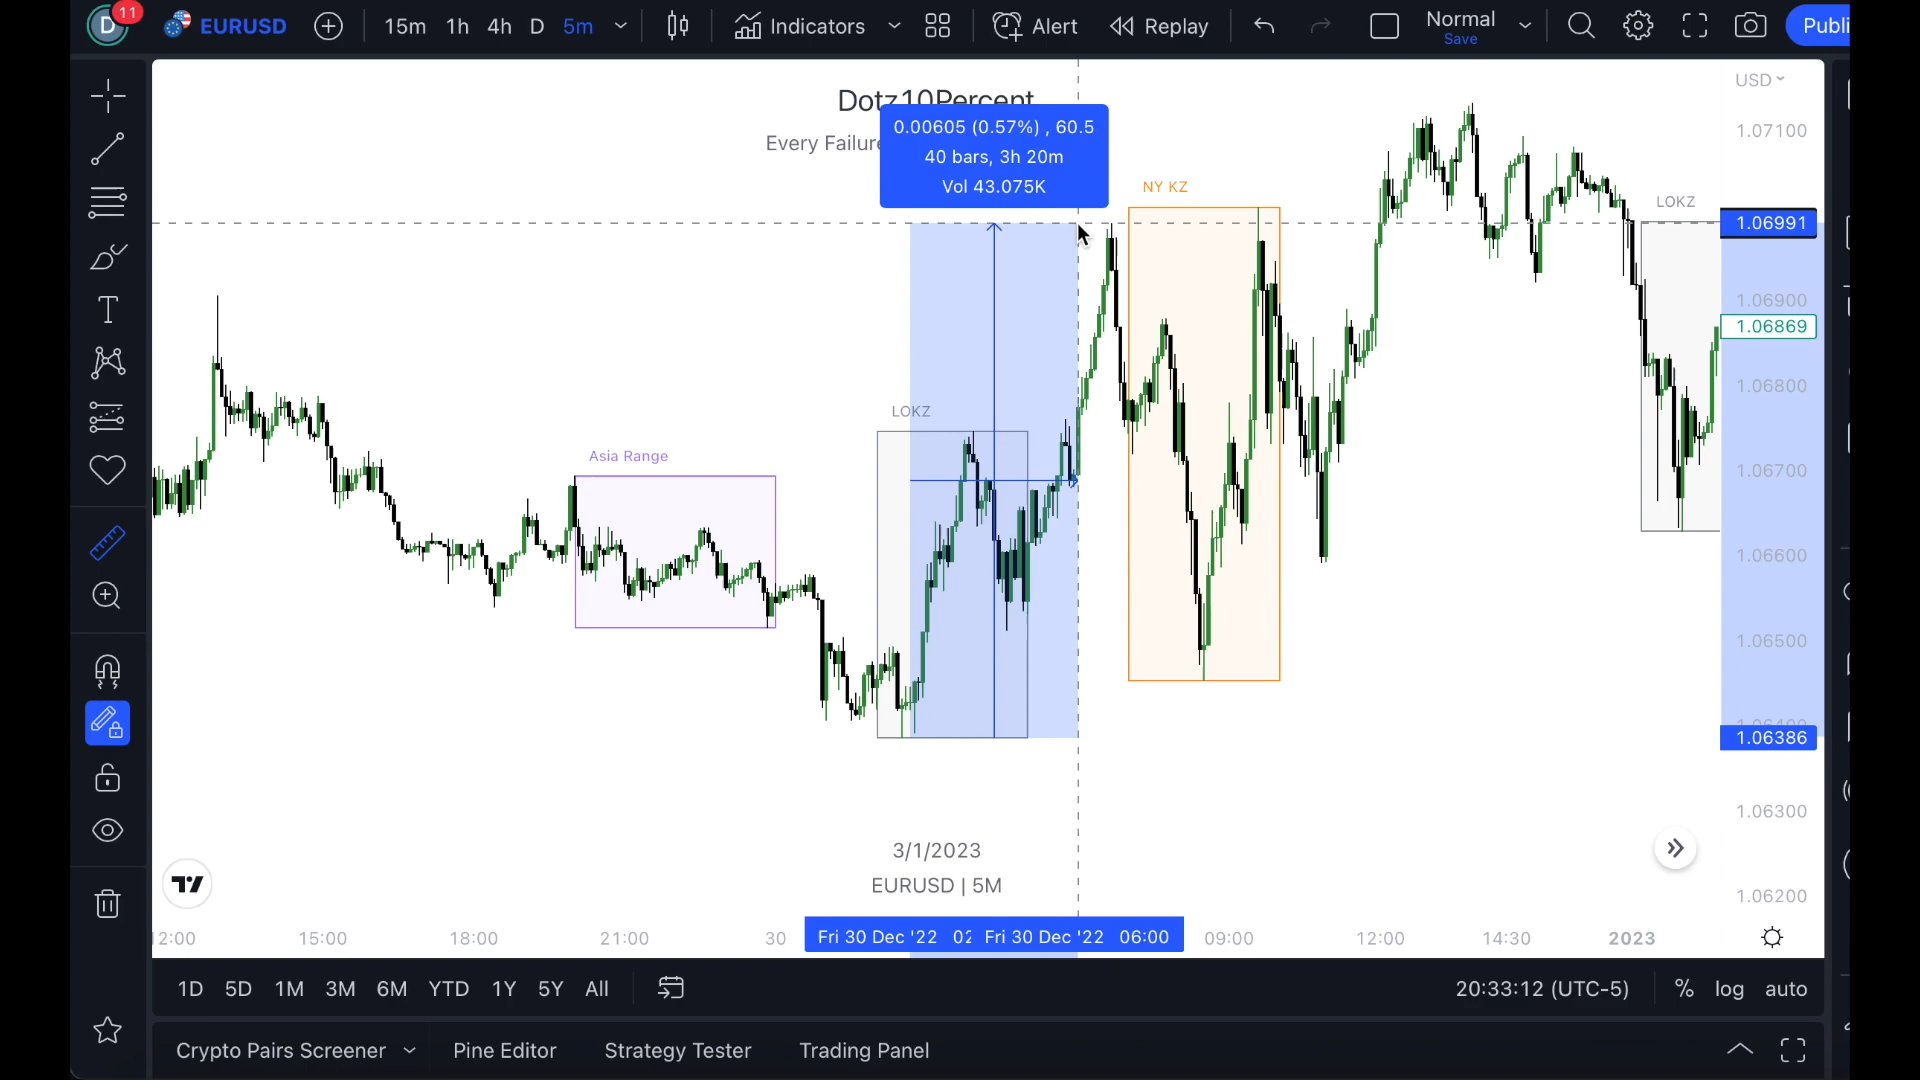 D 11 EURUSD 15m 1h 4h D 5m Indicators Alert Replay Normal Publi
Save
USD
Dotz10Percent
Every Failure
0.00605 (0.57%) , 60.5
40 bars, 3h 20m
Vol 43.075K
1.07100
NY KZ
LOKZ
1.06991
1.06900
1.06869
1.06800
LOKZ
Asia Range
1.06700
1.06600
1.06500
1.06386
1.06300
3/1/2023
EURUSD | 5M
1.06200
12:00 15:00 18:00 21:00 30 Fri 30 Dec '22 02 Fri 30 Dec '22 06:00 09:00 12:00 14:30 2023
1D 5D 1M 3M 6M YTD 1Y 5Y All 20:33:12 (UTC-5) % log auto
Crypto Pairs Screener Pine Editor Strategy Tester Trading Panel